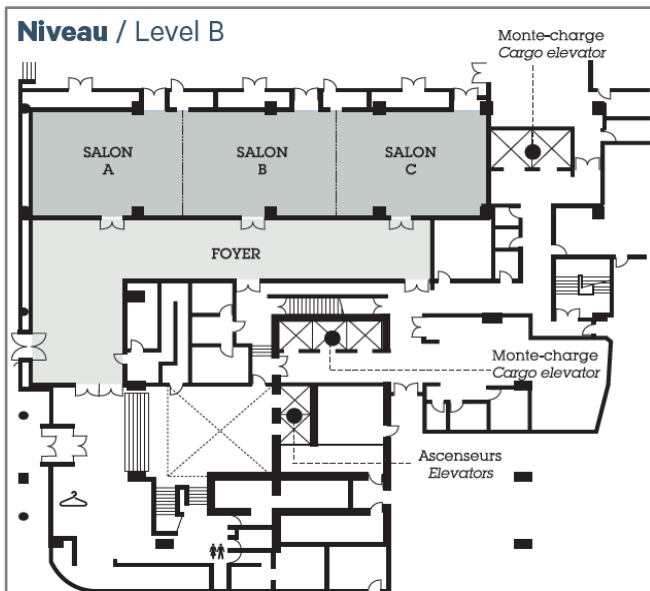 Niveau / Level B
Monte-charge
Cargo elevator
SALON
A
SALON
B
SALON
C
FOYER
Monte-charge
Cargo elevator
Ascenseurs
Elevators